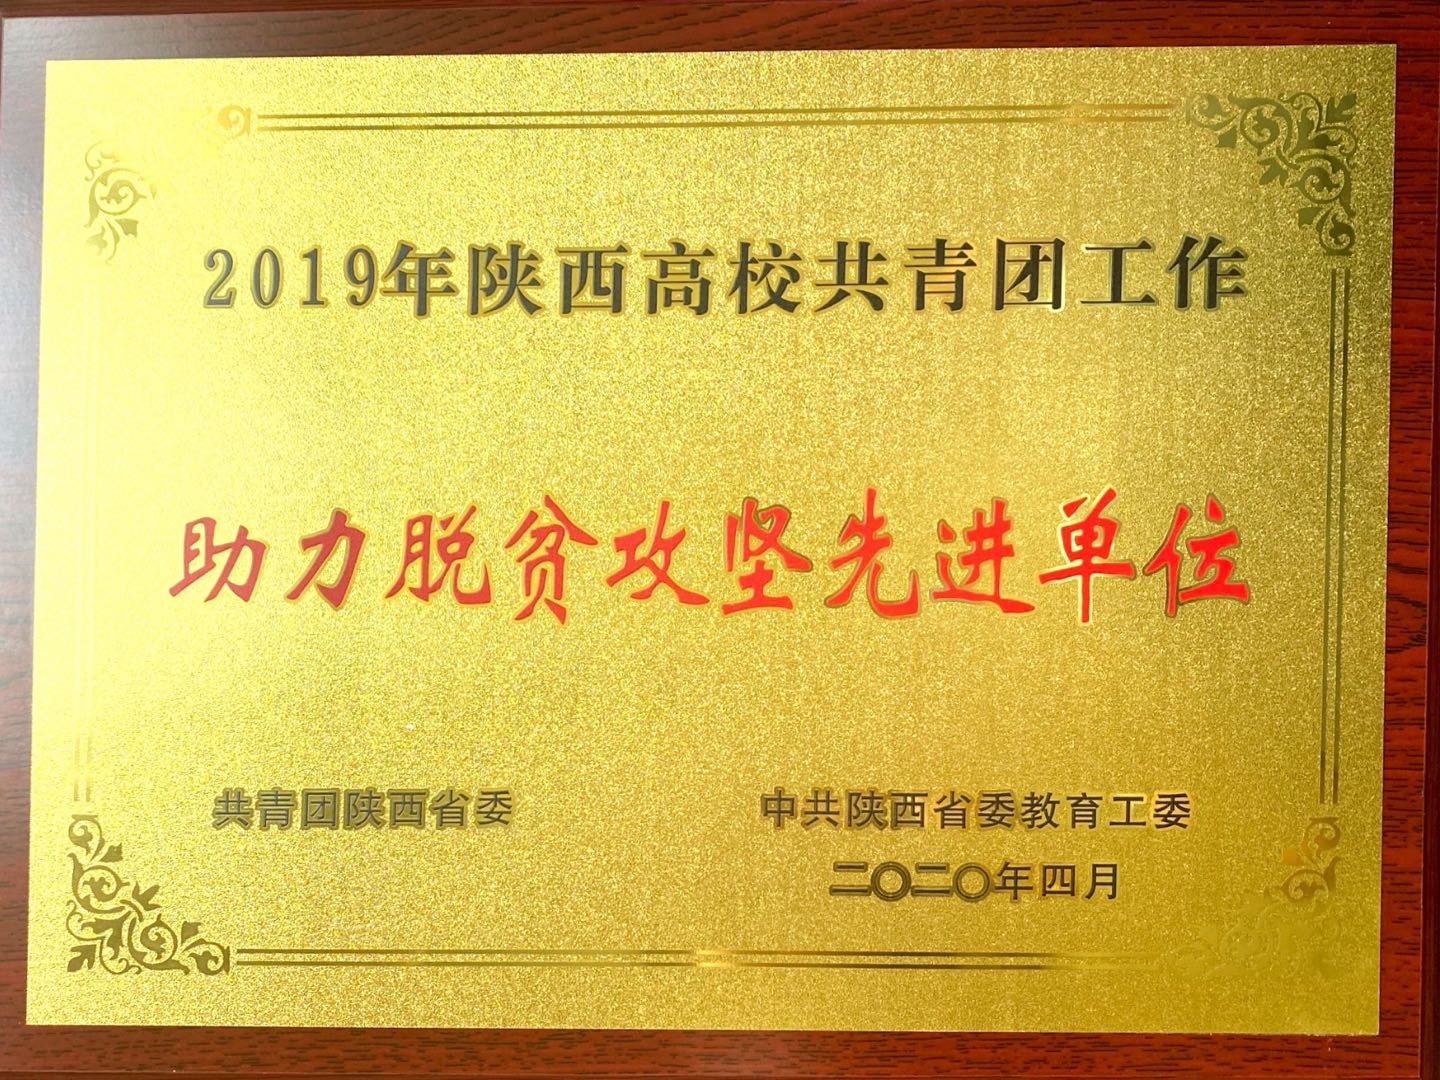 2019年陕西高校共青团工作
助力脱贫攻坚先进单位
共青团陕西省委
中共陕西省委教育工委
二〇二〇年四月